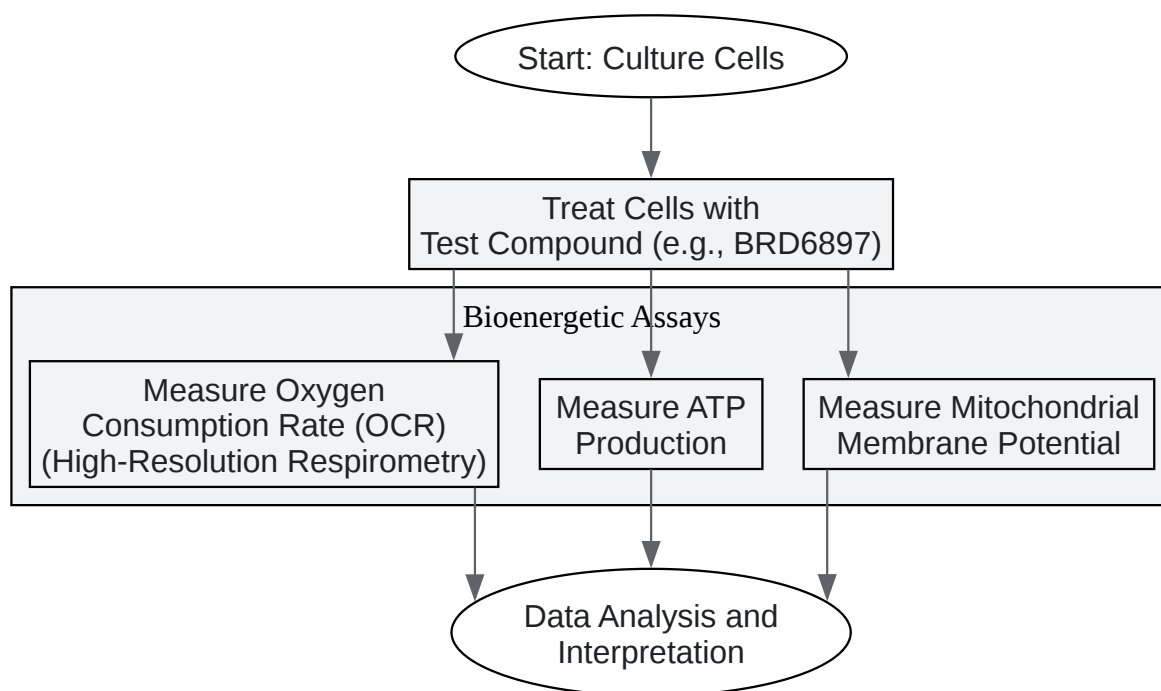 Start: Culture Cells
Treat Cells with
Test Compound (e.g., BRD6897)
Bioenergetic Assays
Measure Oxygen
Consumption Rate (OCR)
(High-Resolution Respirometry)
Measure ATP
Production
Measure Mitochondrial
Membrane Potential
Data Analysis and
Interpretation